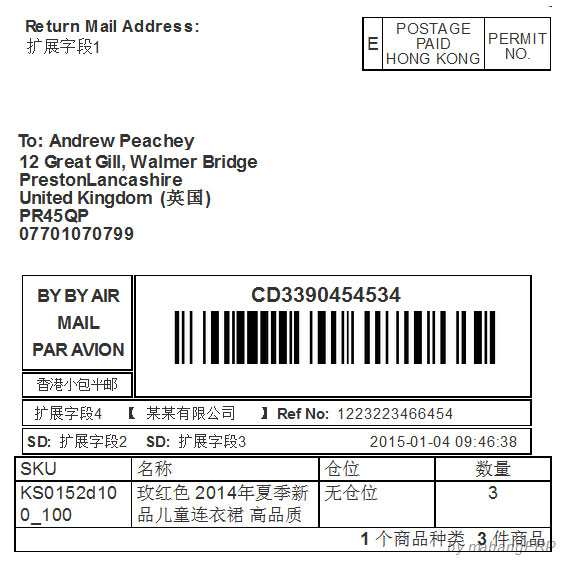 Return Mail Address:
扩展字段1
E
POSTAGE
PAID
HONG KONG
PERMIT
NO.
To: Andrew Peachey
12 Great Gill, Walmer Bridge
PrestonLancashire
United Kingdom (英国)
PR45QP
07701070799
BY BY AIR
MAIL
PAR AVION
CD3390454534
香港小包平邮
扩展字段4 【 某某有限公司 】 Ref No: 1223223466454
SD: 扩展字段2 SD: 扩展字段3 2015-01-04 09:46:38
SKU 名称 仓位 数量
KS0152d10 玫红色 2014年夏季新 无仓位 3
0_100 品儿童连衣裙 高品质
1 个商品种类 3 件商品
by mabangERP